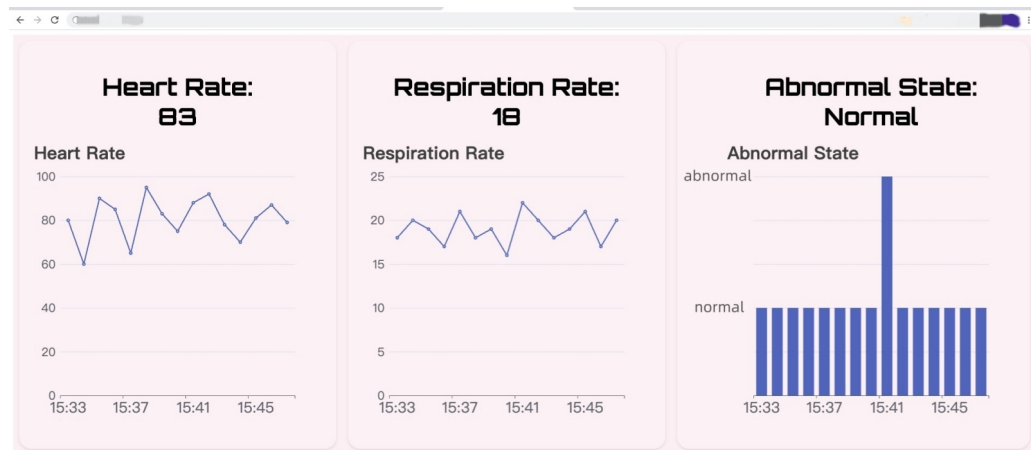 Heart Rate:
83
Heart Rate
100
80
60
40
20
0
15:33 15:37 15:41 15:45
Respiration Rate:
18
Respiration Rate
25
20
15
10
5
0
15:33 15:37 15:41 15:45
Abnormal State:
Normal
Abnormal State
abnormal
normal
15:33 15:37 15:41 15:45